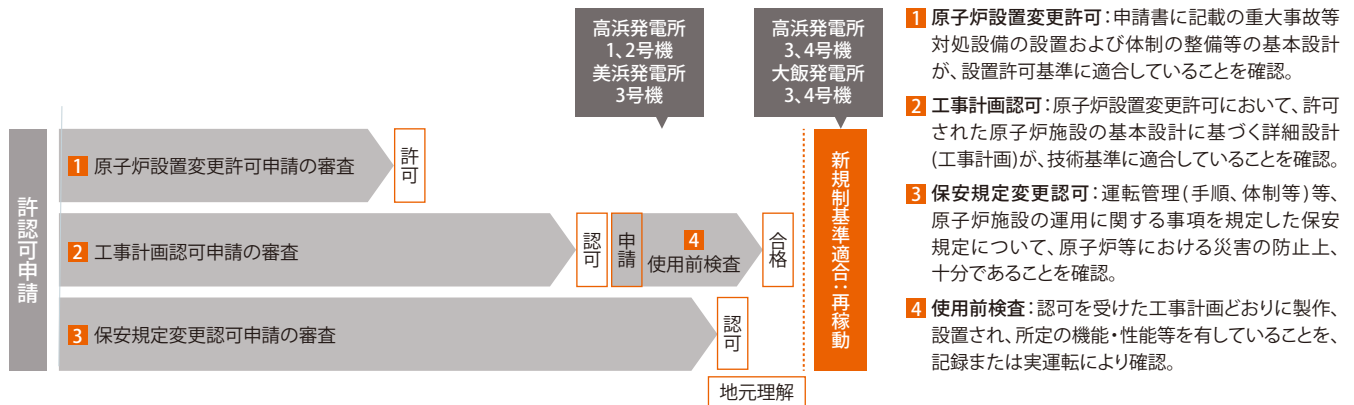 高浜発電所
1、2号機
美浜発電所
3号機
高浜発電所
3、4号機
大飯発電所
3、4号機
許認可申請
1 原子炉設置変更許可申請の審査
許可
2 工事計画認可申請の審査
認可
申請
4
使用前検査
合格
3 保安規定変更認可申請の審査
認可
地元理解
新規制基準適合:再稼動
1 原子炉設置変更許可:申請書に記載の重大事故等
対処設備の設置および体制の整備等の基本設計
が、設置許可基準に適合していることを確認。
2 工事計画認可:原子炉設置変更許可において、許可
された原子炉施設の基本設計に基づく詳細設計
(工事計画)が、技術基準に適合していることを確認。
3 保安規定変更認可:運転管理(手順、体制等)等、
原子炉施設の運用に関する事項を規定した保安
規定について、原子炉等における災害の防止上、
十分であることを確認。
4 使用前検査:認可を受けた工事計画どおりに製作、
設置され、所定の機能・性能等を有していることを、
記録または実運転により確認。